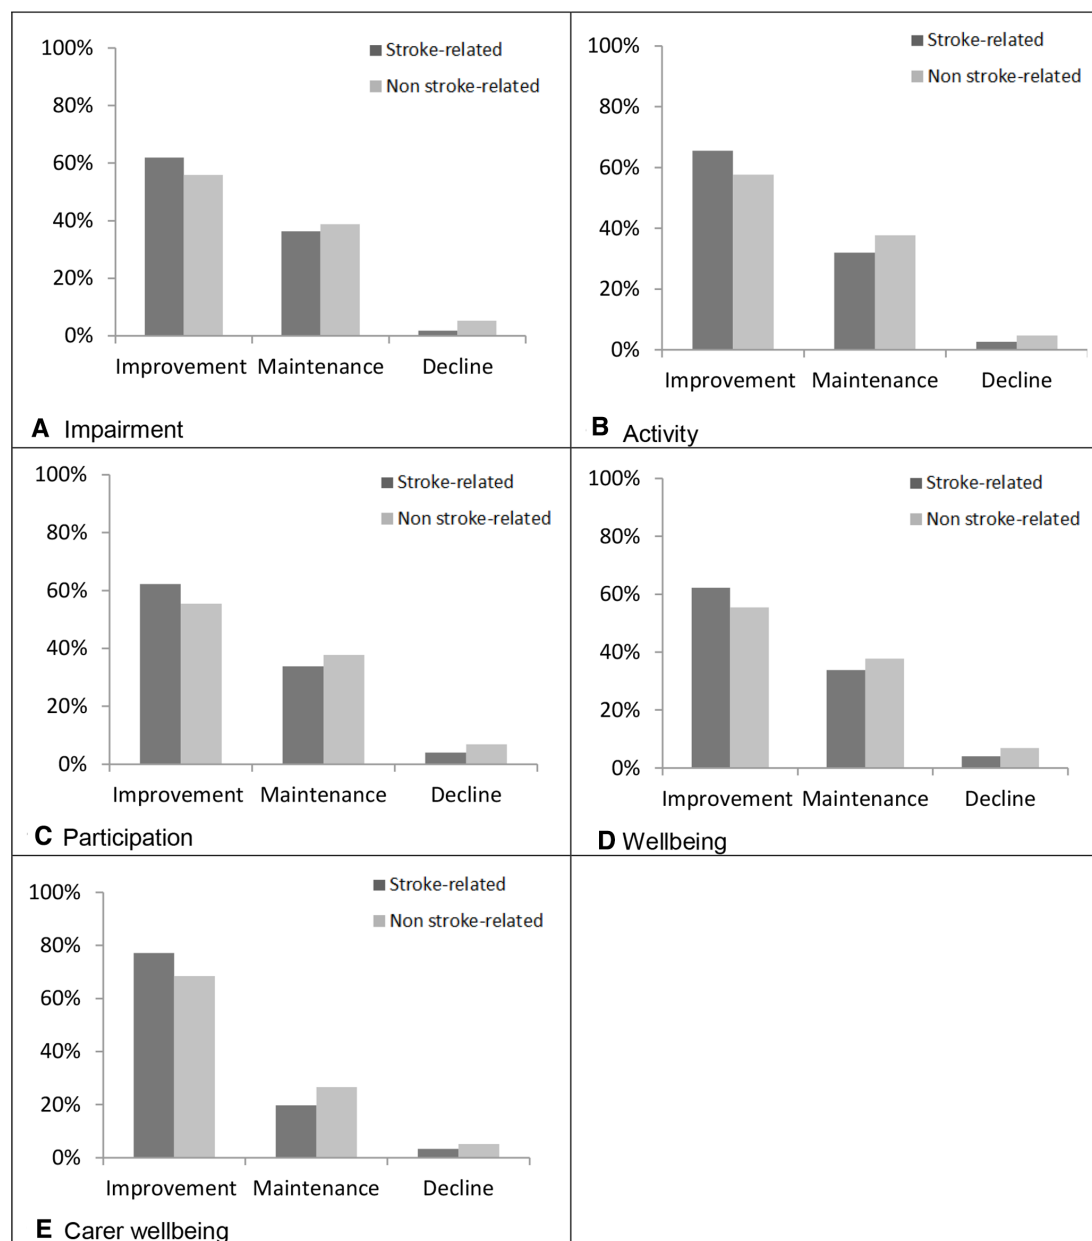 100%
80%
60%
40%
20%
0%
Stroke-related
Non stroke-related
Improvement Maintenance Decline
A Impairment
100%
80%
60%
40%
20%
0%
Stroke-related
Non stroke-related
Improvement Maintenance Decline
B Activity
100%
80%
60%
40%
20%
0%
Stroke-related
Non stroke-related
Improvement Maintenance Decline
C Participation
100%
80%
60%
40%
20%
0%
Stroke-related
Non stroke-related
Improvement Maintenance Decline
D Wellbeing
100%
80%
60%
40%
20%
0%
Stroke-related
Non stroke-related
Improvement Maintenance Decline
E Carer wellbeing